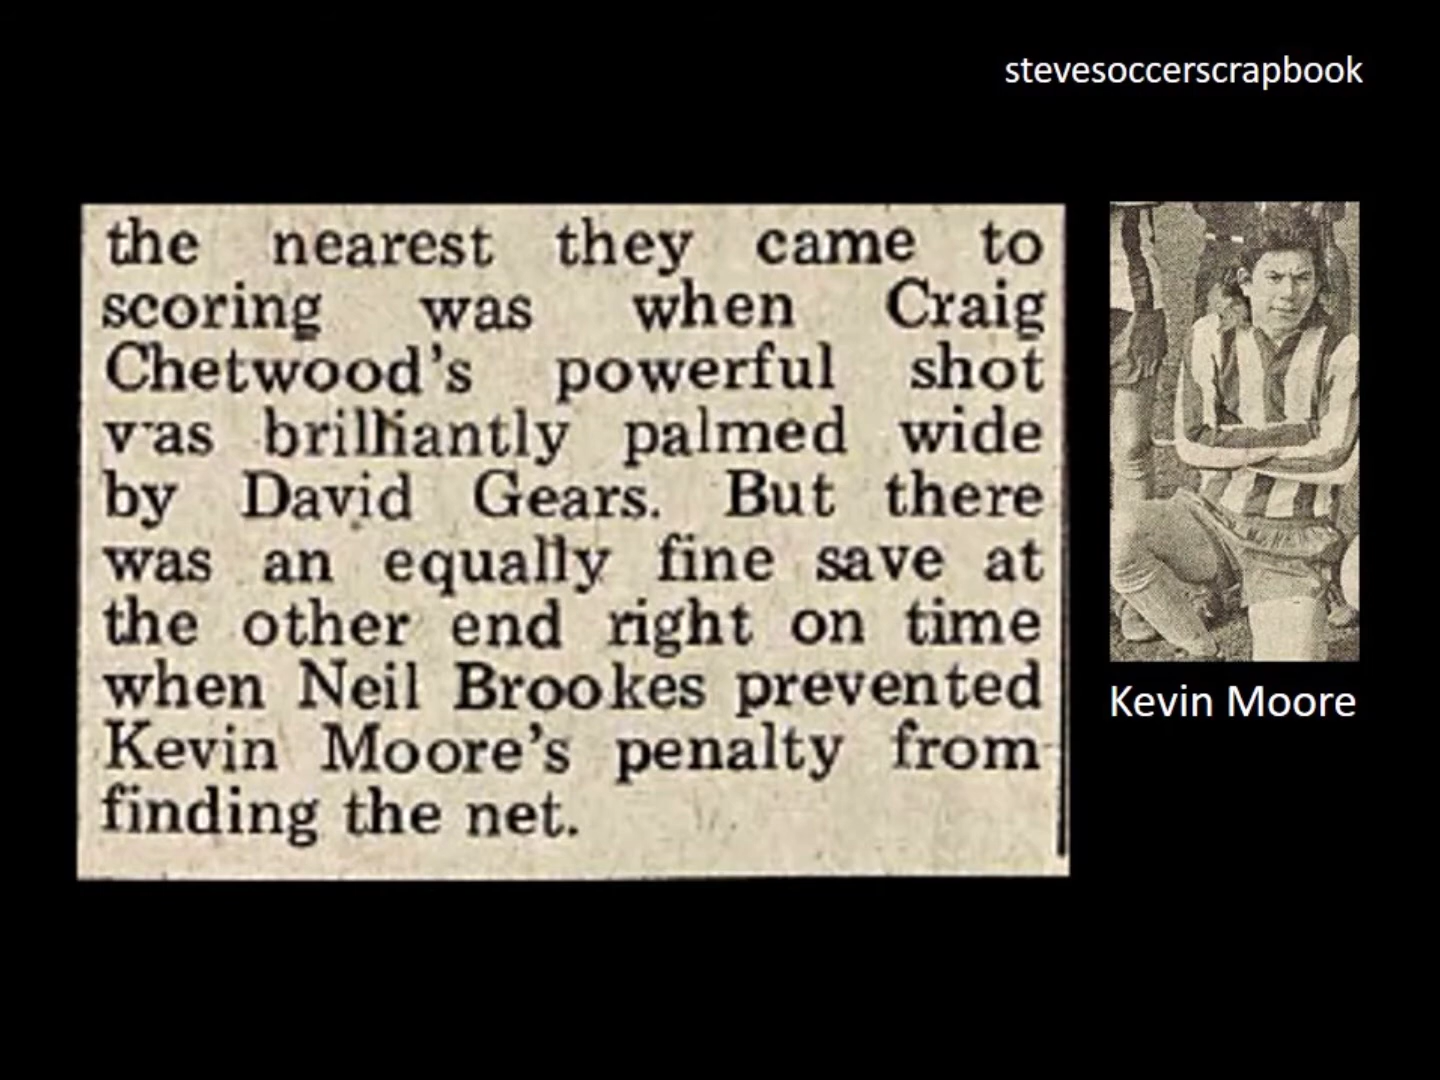 stevesoccerscrapbook
the nearest they came to
scoring was when Craig
Chetwood's powerful shot
was brilliantly palmed wide
by David Gears. But there
was an equally fine save at
the other end right on time
when Neil Brookes prevented
Kevin Moore's penalty from
finding the net.
Kevin Moore